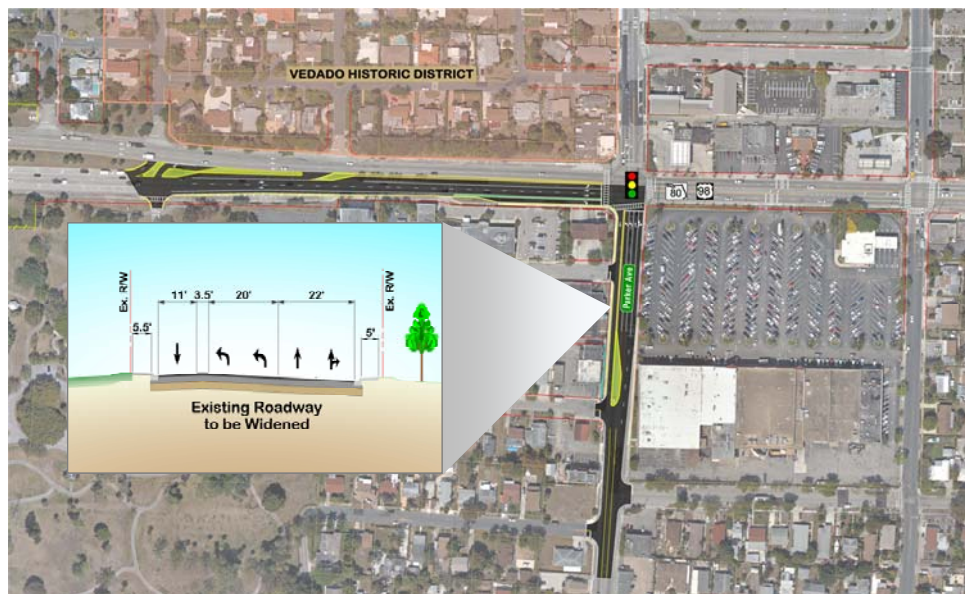 VEDADO HISTORIC DISTRICT
80
98
Parker Ave
Ex. R/W
Ex. R/W
11' 3.5' 20' 22'
5.5'
5'
Existing Roadway
to be Widened